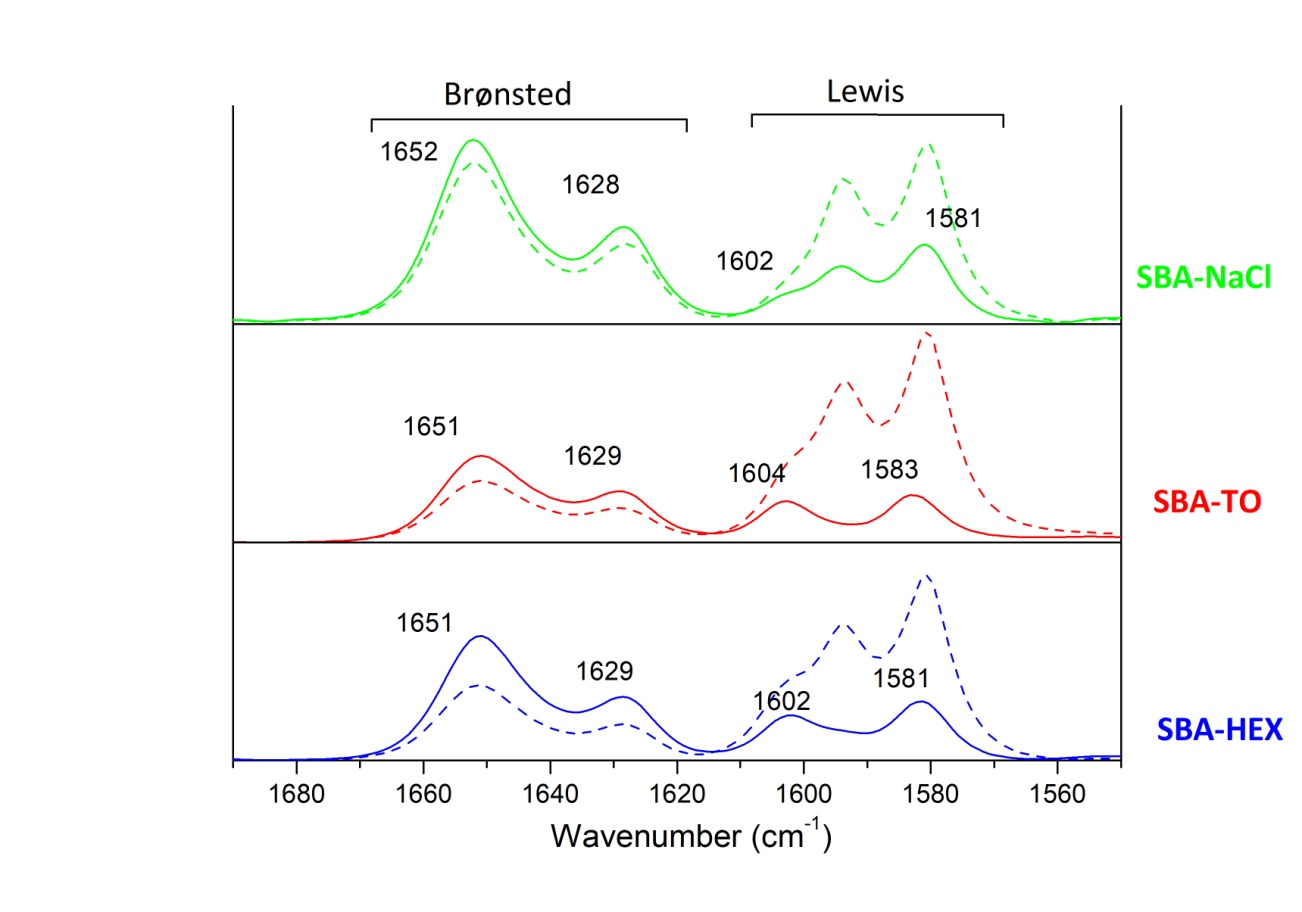 Brønsted
Lewis
1652
1628
1602
1581
SBA-NaCl
1651
1629
1604
1583
SBA-TO
1651
1629
1602
1581
SBA-HEX
1680 1660 1640 1620 1600 1580 1560
Wavenumber (cm⁻¹)